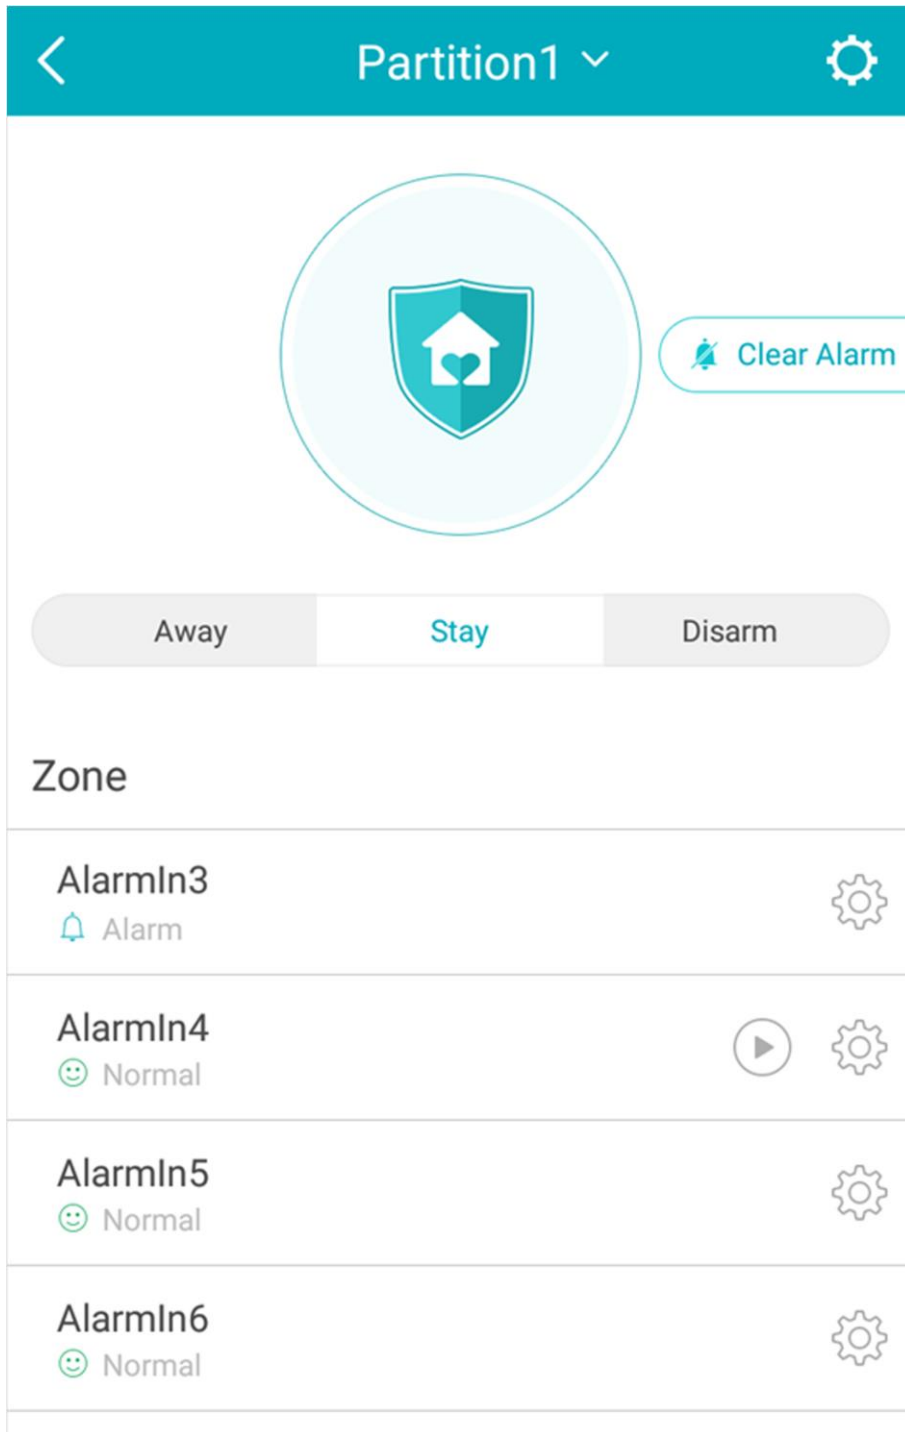 Partition1
Clear Alarm
Away Stay Disarm
Zone
AlarmIn3
Alarm
AlarmIn4
Normal
AlarmIn5
Normal
AlarmIn6
Normal